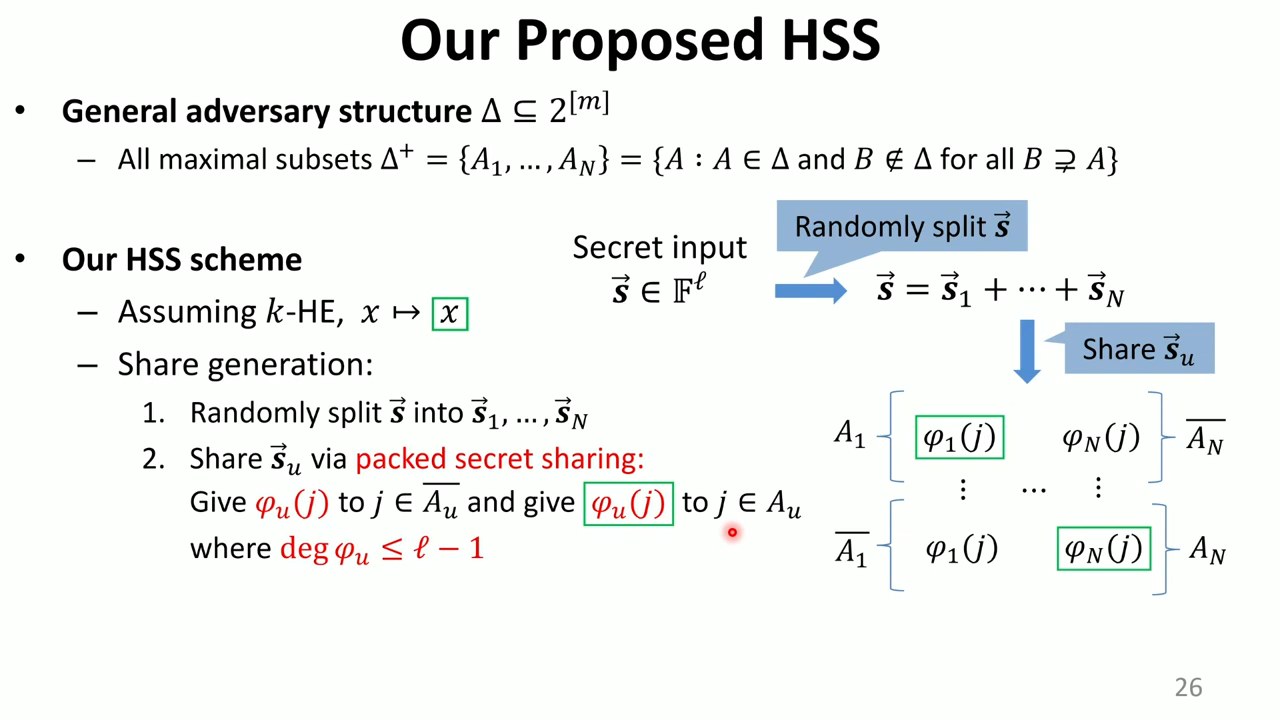 Our Proposed HSS
• General adversary structure Δ ⊆ 2^[m]
– All maximal subsets Δ⁺ = {A₁, …, A_N} = {A : A ∈ Δ and B ∉ Δ for all B ⊋ A}
• Our HSS scheme
– Assuming k-HE, x ↦ x
– Share generation:
1. Randomly split s⃗ into s⃗₁, …, s⃗_N
2. Share s⃗_u via packed secret sharing:
Give φ_u(j) to j ∈ A̅_u̅ and give φ_u(j) to j ∈ A_u
where deg φ_u ≤ ℓ − 1
Secret input
s⃗ ∈ 𝔽^ℓ
Randomly split s⃗
s⃗ = s⃗₁ + ⋯ + s⃗_N
Share s⃗_u
A₁ φ₁(j) φ_N(j) A̅_N̅
⋮ ⋯ ⋮
A̅₁̅ φ₁(j) φ_N(j) A_N
26